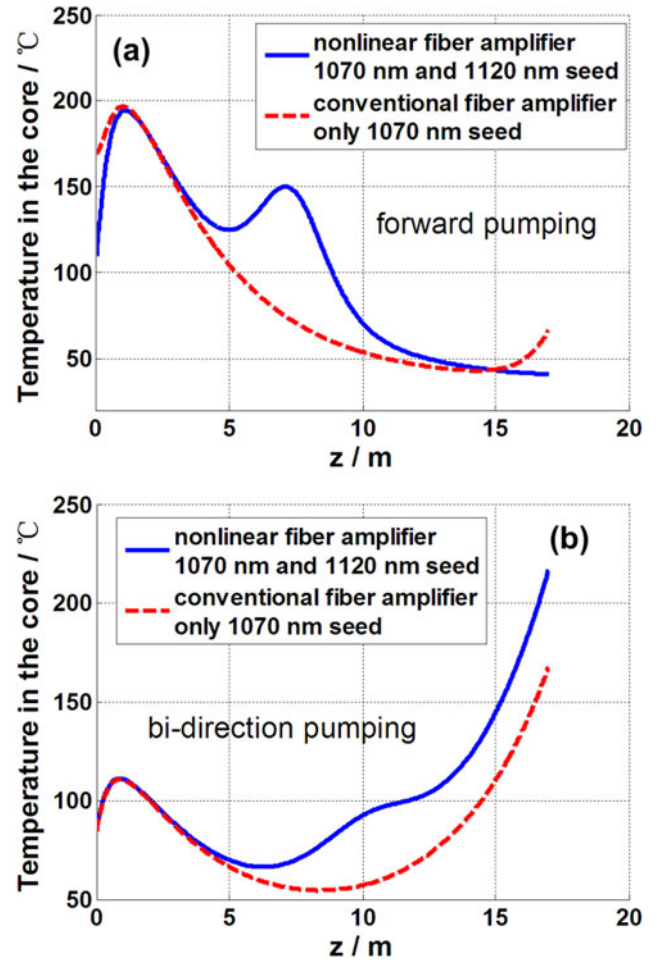 250
(a)
nonlinear fiber amplifier
1070 nm and 1120 nm seed
conventional fiber amplifier
only 1070 nm seed
200
150
100
50
forward pumping
Temperature in the core / ℃
0 5 10 15 20
z / m
250
nonlinear fiber amplifier
1070 nm and 1120 nm seed
conventional fiber amplifier
only 1070 nm seed
(b)
200
150
100
50
bi-direction pumping
Temperature in the core / ℃
0 5 10 15 20
z / m